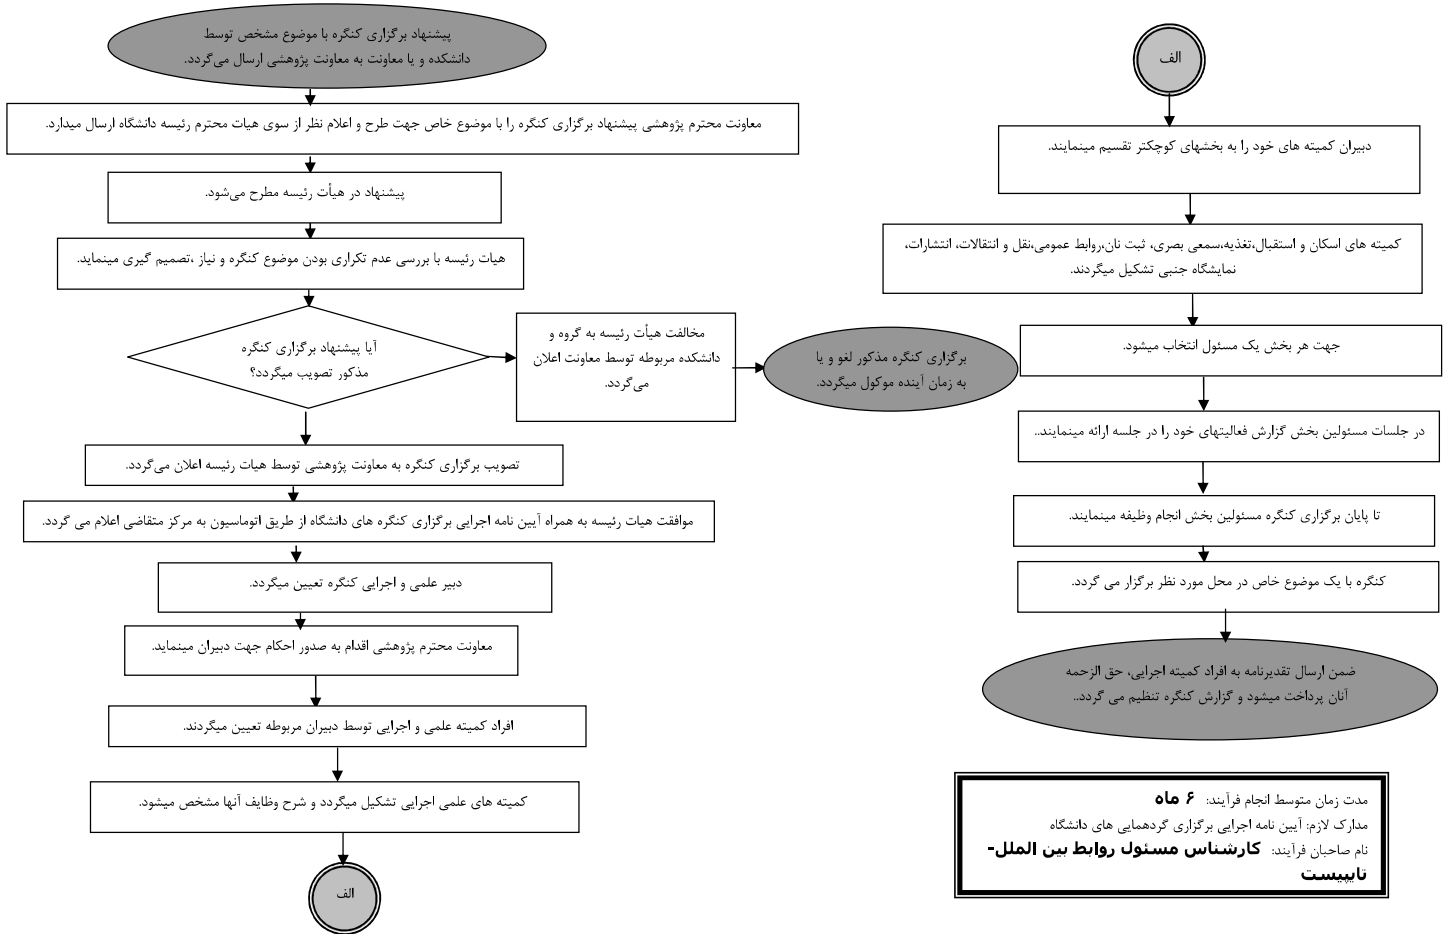 پیشنهاد برگزاری کنگره با موضوع مشخص توسط
دانشکده و یا معاونت به معاونت پژوهشی ارسال می‌گردد.
معاونت محترم پژوهشی پیشنهاد برگزاری کنگره را با موضوع خاص جهت طرح و اعلام نظر از سوی هیات محترم رئیسه دانشگاه ارسال میدارد.
پیشنهاد در هیأت رئیسه مطرح می‌شود.
هیات رئیسه با بررسی عدم تکراری بودن موضوع کنگره و نیاز ،تصمیم گیری مینماید.
آیا پیشنهاد برگزاری کنگره
مذکور تصویب میگردد؟
مخالفت هیأت رئیسه به گروه و
دانشکده مربوطه توسط معاونت اعلان
می‌گردد.
برگزاری کنگره مذکور لغو و یا
به زمان آینده موکول میگردد.
تصویب برگزاری کنگره به معاونت پژوهشی توسط هیات رئیسه اعلان می‌گردد.
موافقت هیات رئیسه به همراه آیین نامه اجرایی برگزاری کنگره های دانشگاه از طریق اتوماسیون به مرکز متقاضی اعلام می گردد.
دبیر علمی و اجرایی کنگره تعیین میگردد.
معاونت محترم پژوهشی اقدام به صدور احکام جهت دبیران مینماید.
افراد کمیته علمی و اجرایی توسط دبیران مربوطه تعیین میگردند.
کمیته های علمی اجرایی تشکیل میگردد و شرح وظایف آنها مشخص میشود.
الف
الف
دبیران کمیته های خود را به بخشهای کوچکتر تقسیم مینمایند.
کمیته های اسکان و استقبال،تغذیه،سمعی بصری، ثبت نان،روابط عمومی،نقل و انتقالات، انتشارات،
نمایشگاه جنبی تشکیل میگردند.
جهت هر بخش یک مسئول انتخاب میشود.
در جلسات مسئولین بخش گزارش فعالیتهای خود را در جلسه ارائه مینمایند..
تا پایان برگزاری کنگره مسئولین بخش انجام وظیفه مینمایند.
کنگره با یک موضوع خاص در محل مورد نظر برگزار می گردد.
ضمن ارسال تقدیرنامه به افراد کمیته اجرایی، حق الزحمه
آنان پرداخت میشود و گزارش کنگره تنظیم می گردد..
مدت زمان متوسط انجام فرآیند: ۶ ماه
مدارک لازم: آیین نامه اجرایی برگزاری گردهمایی های دانشگاه
نام صاحبان فرآیند: کارشناس مسئول روابط بین الملل-
تایپیست